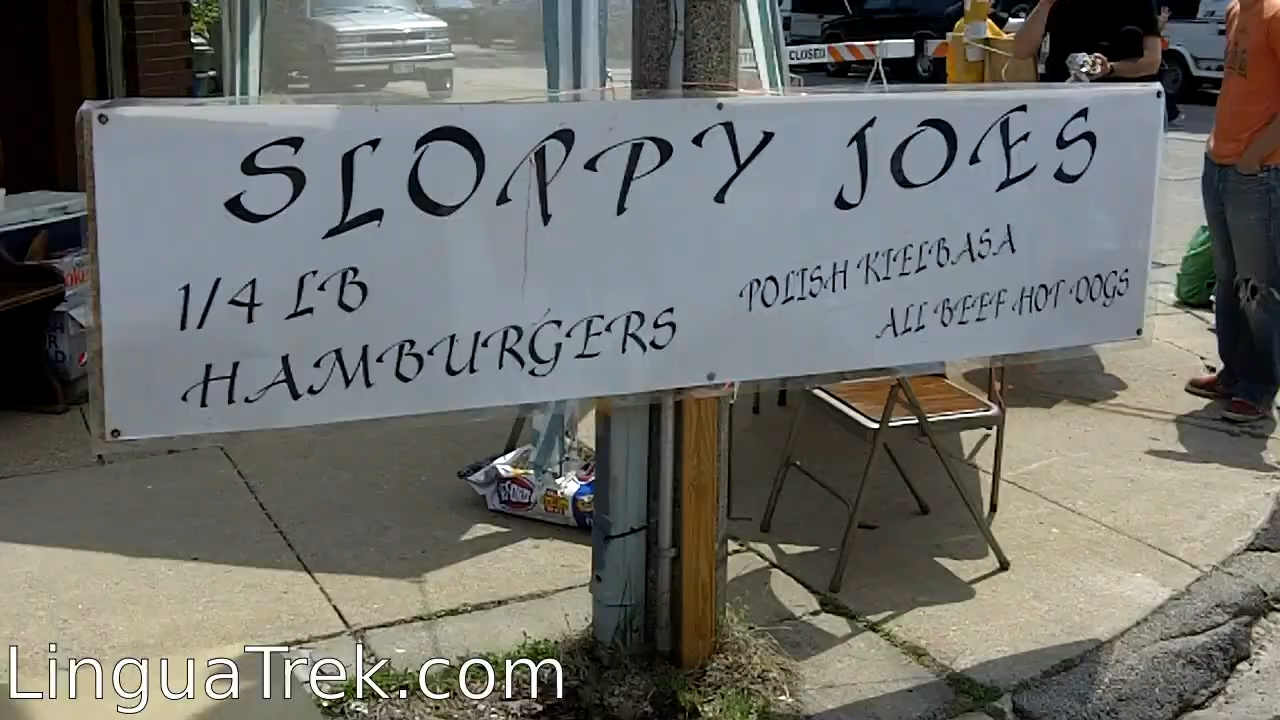 CLOSED
SLOPPY JOES
1/4 LB
HAMBURGERS
POLISH KIELBASA
ALL BEEF HOT DOGS
LinguaTrek.com